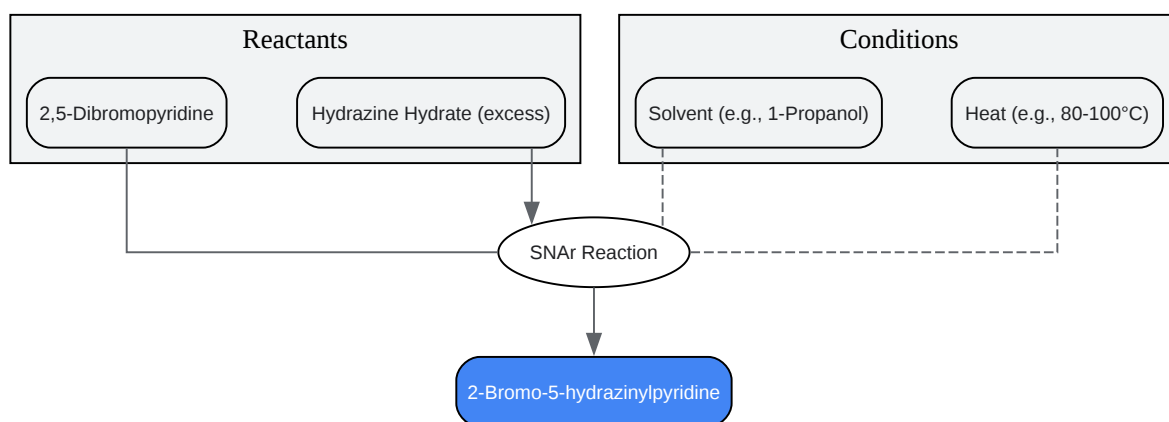 Reactants
Conditions
2,5-Dibromopyridine
Hydrazine Hydrate (excess)
Solvent (e.g., 1-Propanol)
Heat (e.g., 80-100°C)
SNAr Reaction
2-Bromo-5-hydrazinylpyridine